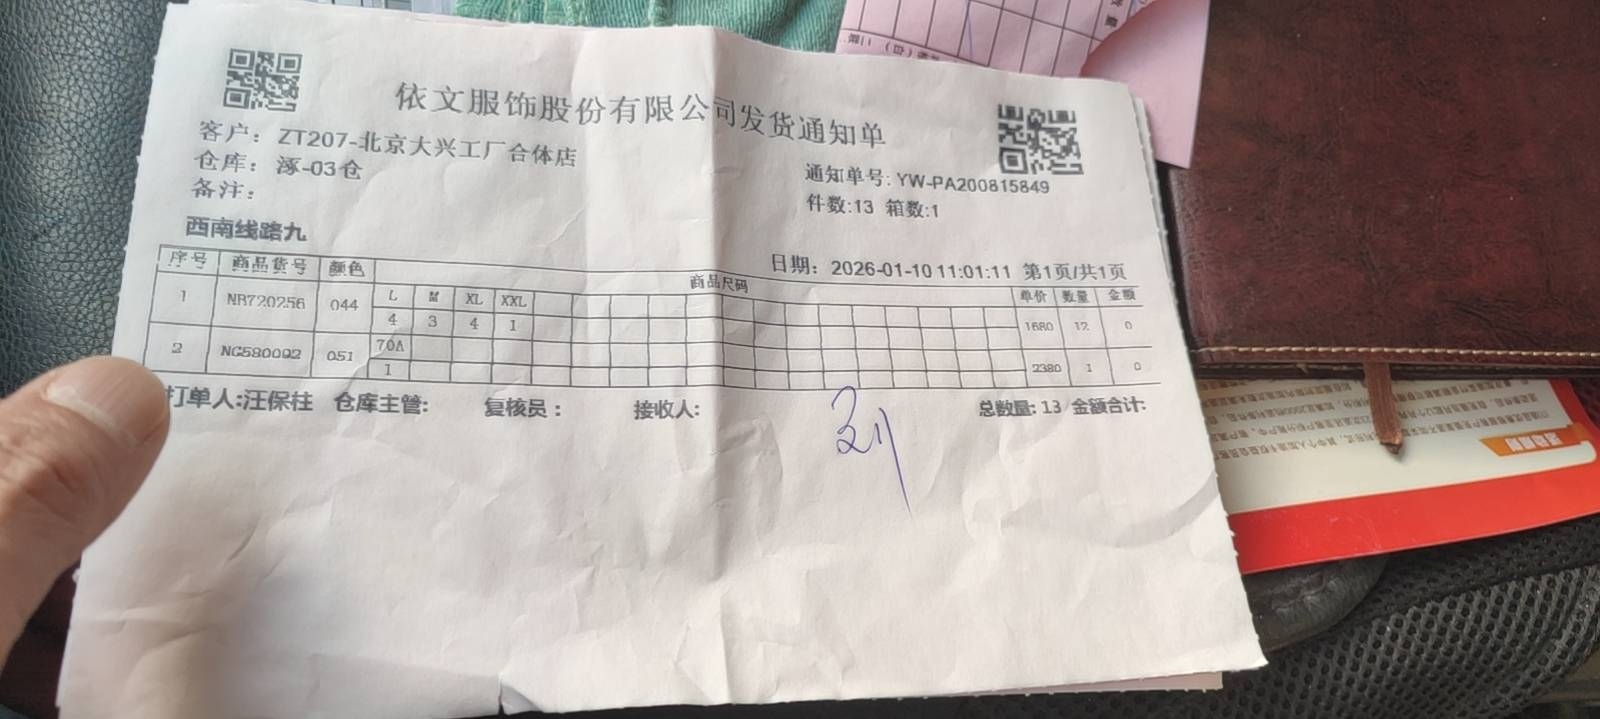 依文服饰股份有限公司发货通知单
客户：ZT207-北京大兴工厂合体店
仓库：涿-03仓
备注：
通知单号:YW-PA200815849
件数:13 箱数:1
西南线路九
日期：2026-01-10 11:01:11 第1页/共1页
序号 商品货号 颜色 商品尺码 单价 数量 金额
L M XL XXL
1 NB720256 044 4 3 4 1 1680 12 0
70A
2 NG580092 051 1 2380 1 0
打单人:汪保柱 仓库主管: 复核员： 接收人: 总数量:13 金额合计: